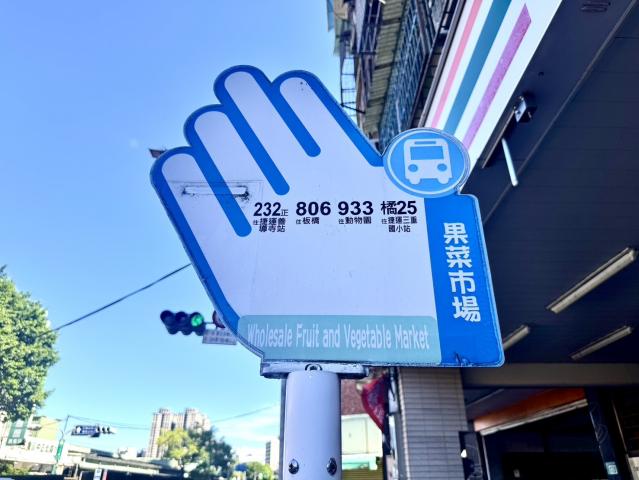 232正 806 933 橘25
往捷運善導寺站 往板橋 往動物園 往捷運三重國小站
果菜市場
Wholesale Fruit and Vegetable Market